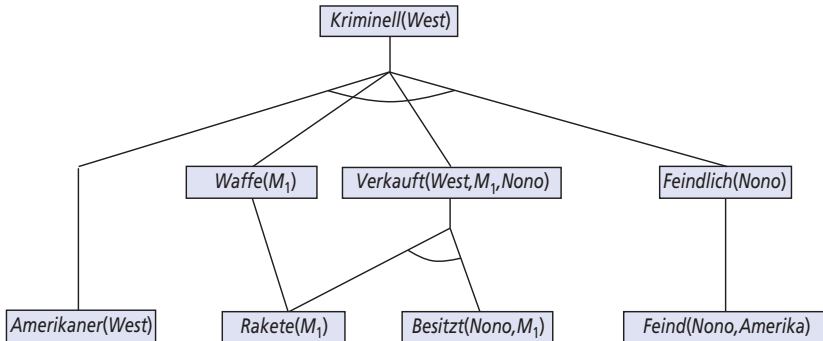 Kriminell(West)
Waffe(M₁) Verkauft(West,M₁,Nono) Feindlich(Nono)
Amerikaner(West) Rakete(M₁) Besitzt(Nono,M₁) Feind(Nono,Amerika)